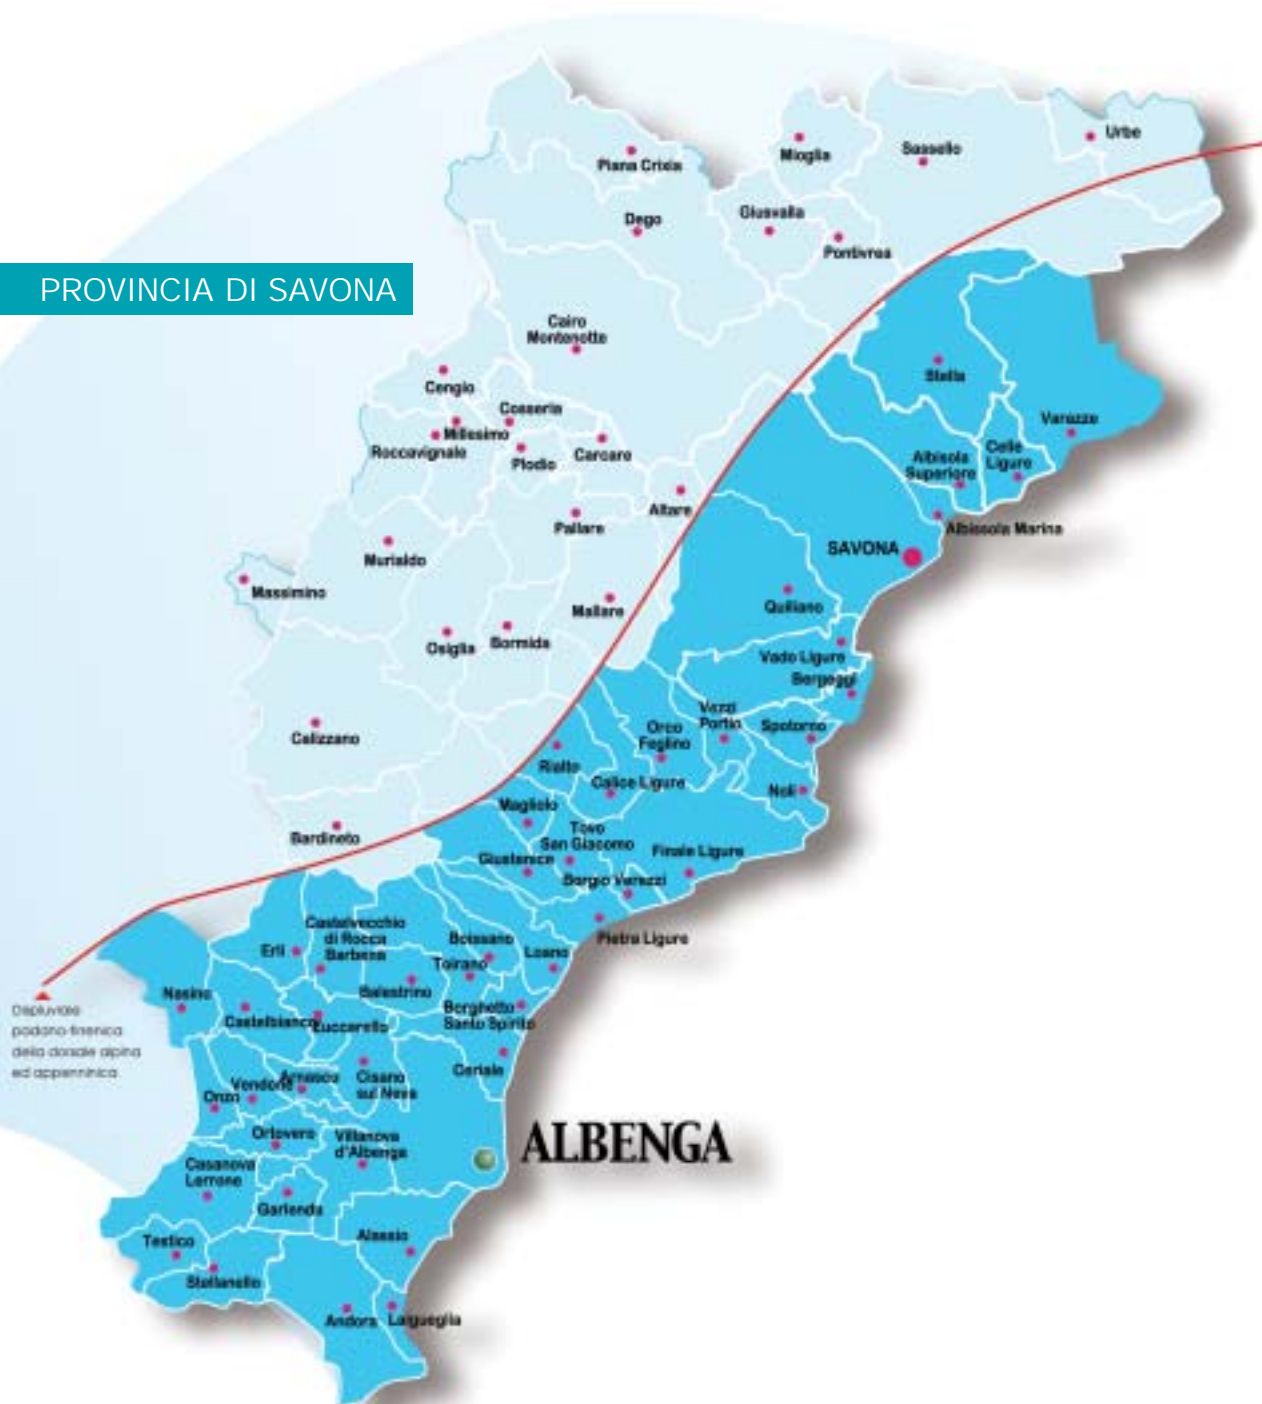 Urbe
Mioglia
Sassello
Piana Crixia
Giusvalla
Dego
Pontivrea
PROVINCIA DI SAVONA
Cairo
Montenotte
Stella
Cengio
Cosseria
Varazze
Millesimo
Roccavignale
Plodio
Carcare
Albisola
Superiore
Celle
Ligure
Altare
Pallare
Albissola Marina
SAVONA
Murialdo
Massimino
Mallare
Quiliano
Osiglia
Bormida
Vado Ligure
Bergeggi
Vezzi
Portio
Spotorno
Orco
Feglino
Calizzano
Rialto
Calice Ligure
Noli
Magliolo
Tovo
San Giacomo
Bardineto
Giustenice
Finale Ligure
Borgio Verezzi
Castelvecchio
di Rocca
Barbena
Boissano
Pietra Ligure
Erli
Toirano
Loano
Nasino
Balestrino
Borghetto
Santo Spirito
Displuviale
padano-tirrenica
della dorsale alpina
ed appenninica
Castelbianco
Zuccarello
Ceriale
Arnasco
Cisano
sul Neva
Vendone
Onzo
Ortovero
Villanova
d'Albenga
ALBENGA
Casanova
Lerrone
Garlenda
Testico
Alassio
Stellanello
Andora
Laigueglia